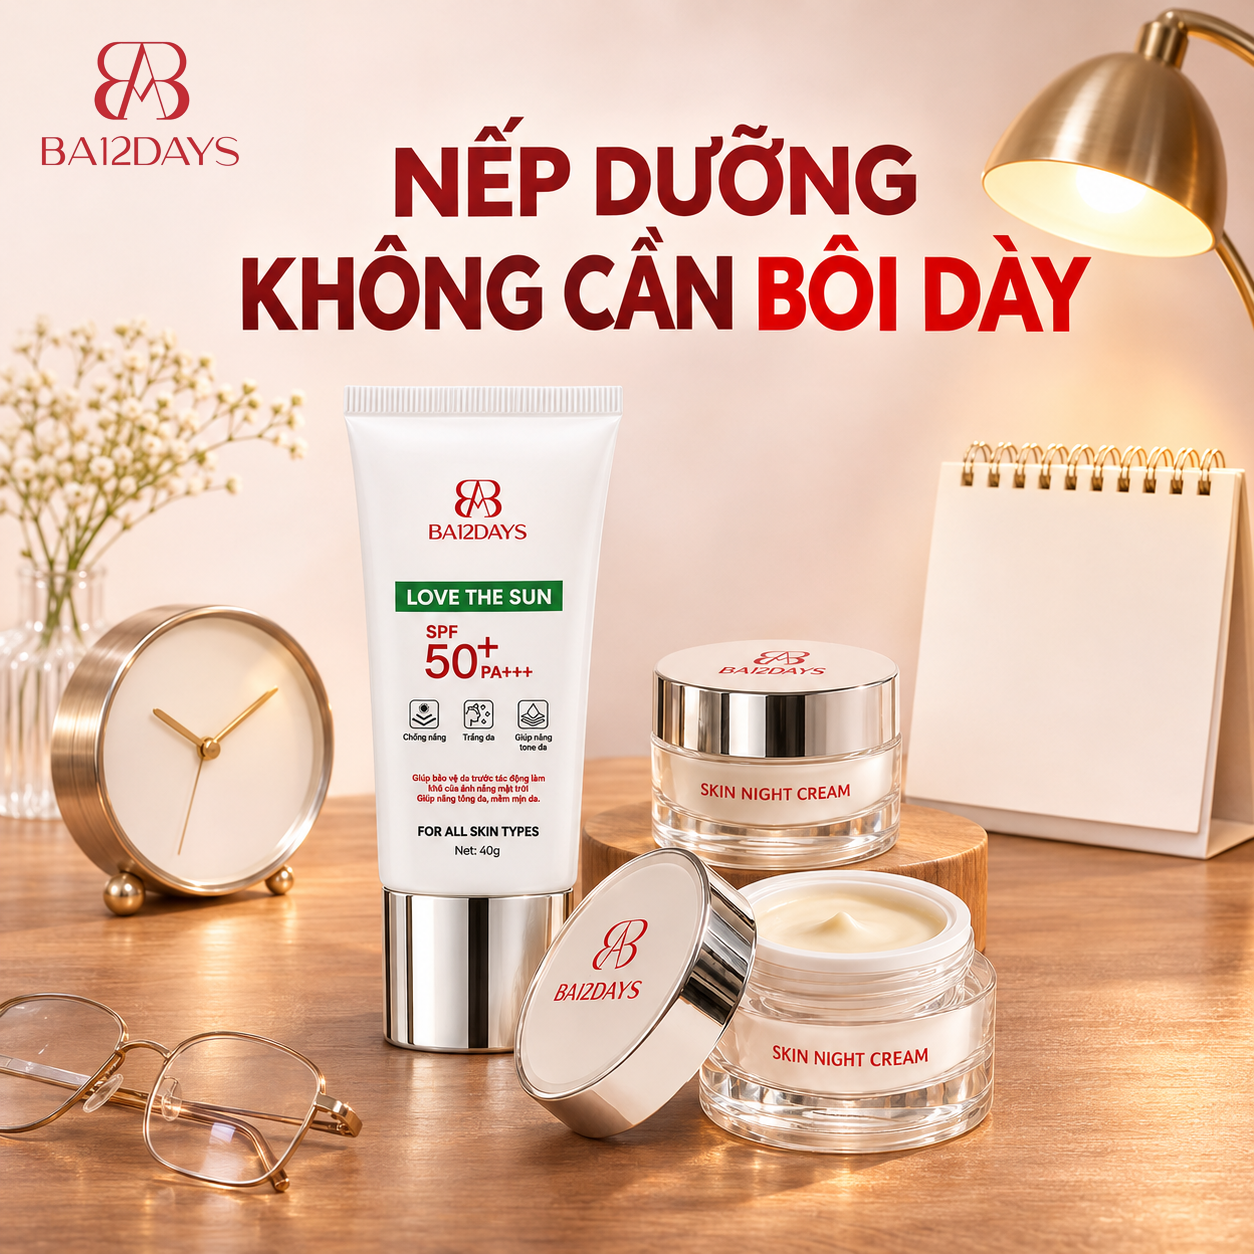 BA12DAYS
NẾP DƯỠNG
KHÔNG CẦN BÔI DÀY
BA12DAYS
LOVE THE SUN
SPF
50+
PA+++
Chống nắng
Trắng da
Giúp nâng
tone da
Giúp bảo vệ da trước tác động làm
khô của ánh nắng mặt trời
Giúp nâng tông da, mềm mịn da.
FOR ALL SKIN TYPES
Net: 40g
BA12DAYS
SKIN NIGHT CREAM
BA12DAYS
SKIN NIGHT CREAM